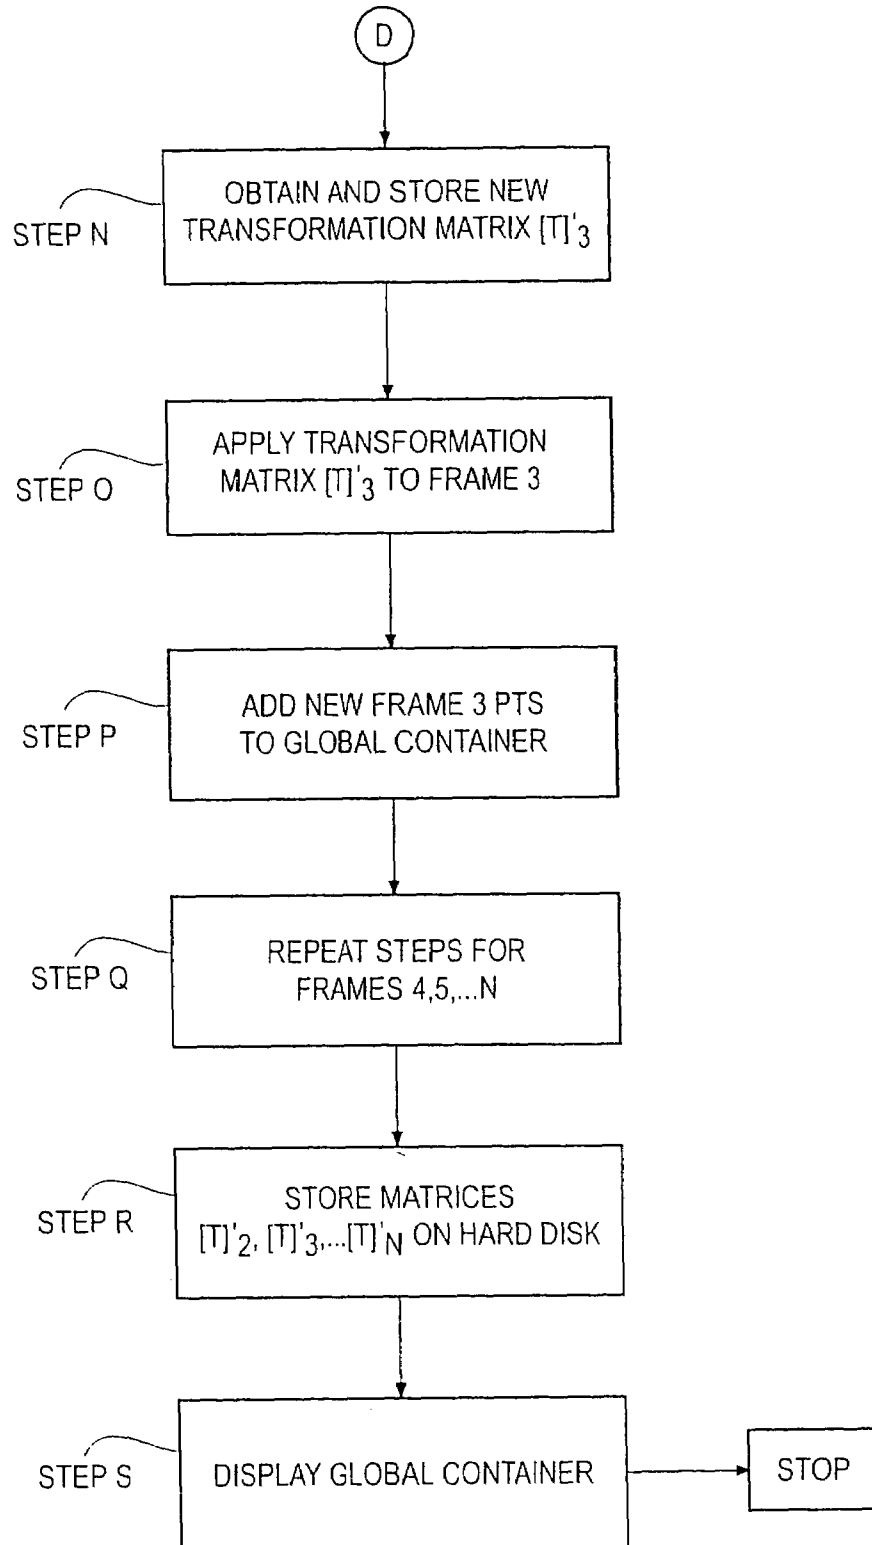 D
STEP N
OBTAIN AND STORE NEW
TRANSFORMATION MATRIX [T]'3
STEP O
APPLY TRANSFORMATION
MATRIX [T]'3 TO FRAME 3
STEP P
ADD NEW FRAME 3 PTS
TO GLOBAL CONTAINER
STEP Q
REPEAT STEPS FOR
FRAMES 4,5,...N
STEP R
STORE MATRICES
[T]'2, [T]'3,...[T]'N ON HARD DISK
STEP S
DISPLAY GLOBAL CONTAINER
STOP